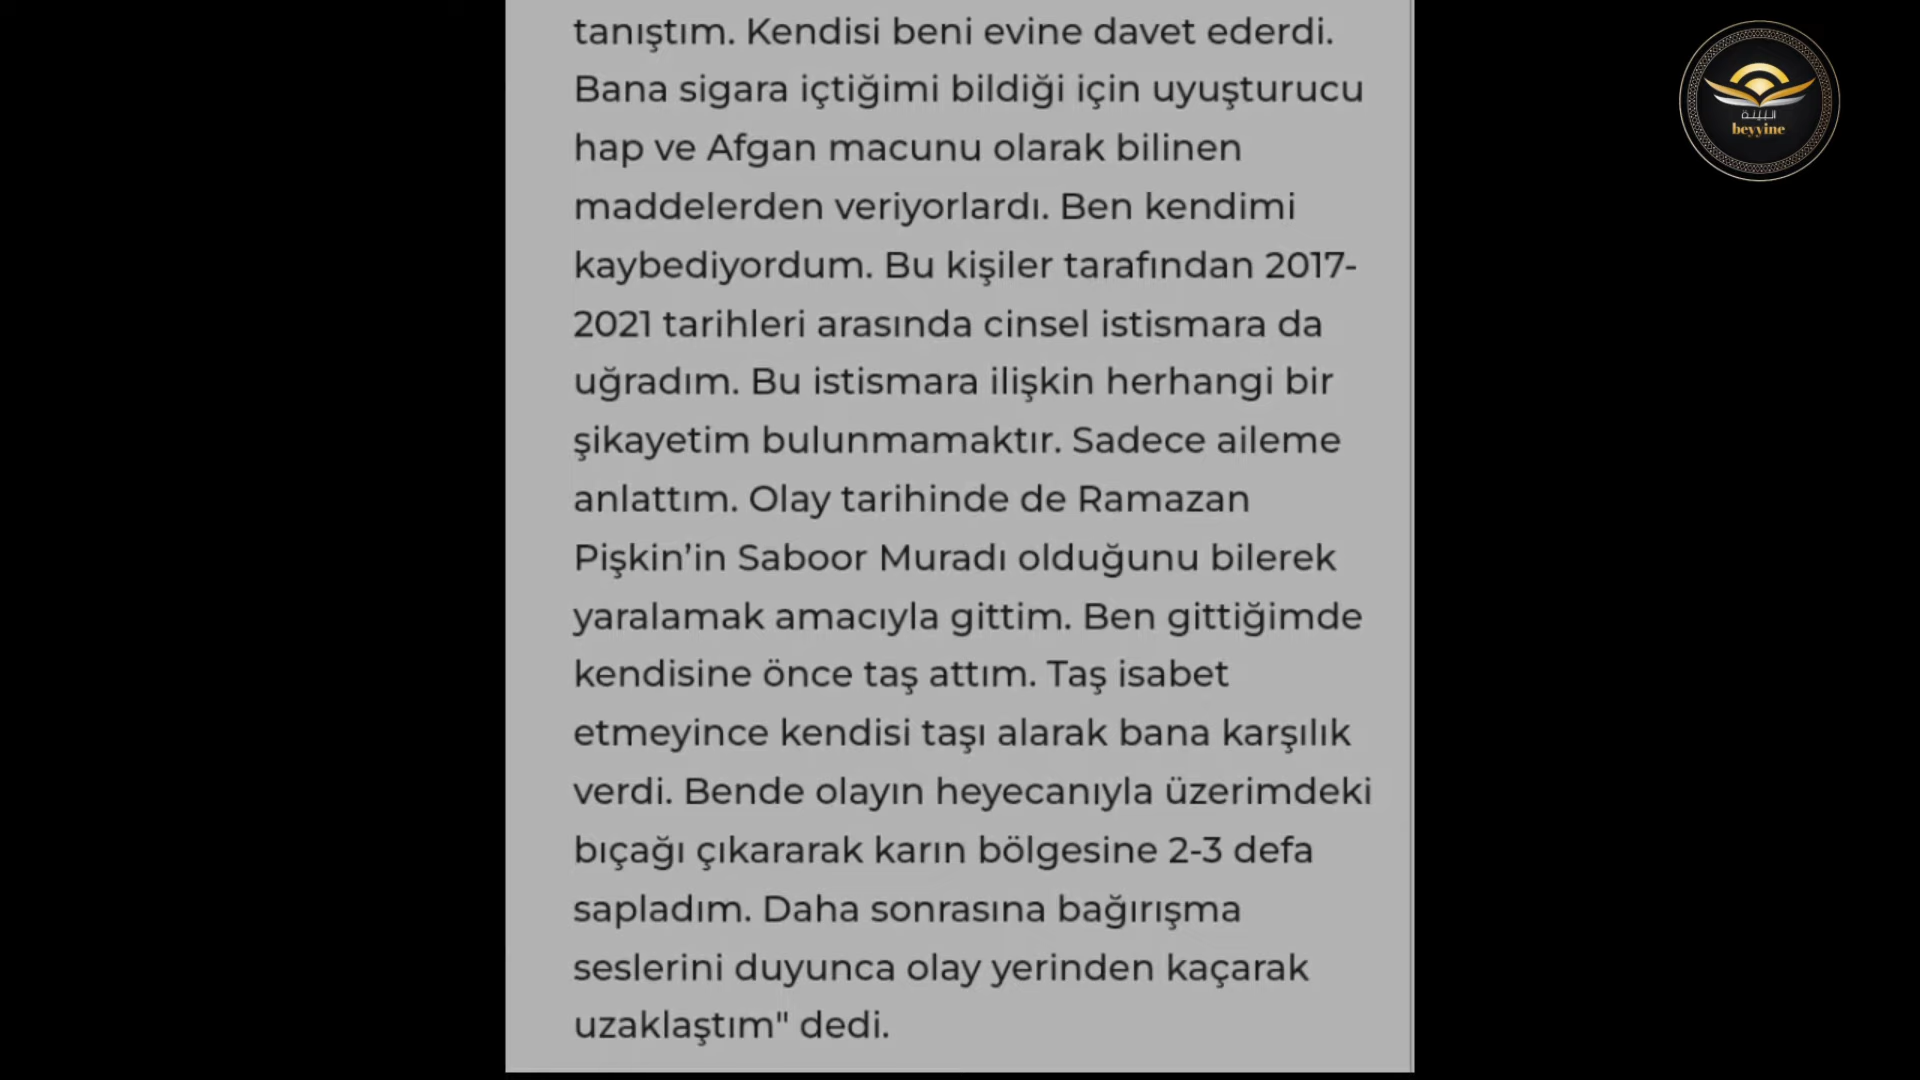 tanıştım. Kendisi beni evine davet ederdi.
Bana sigara içtiğimi bildiği için uyuşturucu
hap ve Afgan macunu olarak bilinen
maddelerden veriyorlardı. Ben kendimi
kaybediyordum. Bu kişiler tarafından 2017-
2021 tarihleri arasında cinsel istismara da
uğradım. Bu istismara ilişkin herhangi bir
şikayetim bulunmamaktır. Sadece aileme
anlattım. Olay tarihinde de Ramazan
Pişkin’in Saboor Muradı olduğunu bilerek
yaralamak amacıyla gittim. Ben gittiğimde
kendisine önce taş attım. Taş isabet
etmeyince kendisi taşı alarak bana karşılık
verdi. Bende olayın heyecanıyla üzerimdeki
bıçağı çıkararak karın bölgesine 2-3 defa
sapladım. Daha sonrasına bağırışma
seslerini duyunca olay yerinden kaçarak
uzaklaştım" dedi.
البينة
beyyine